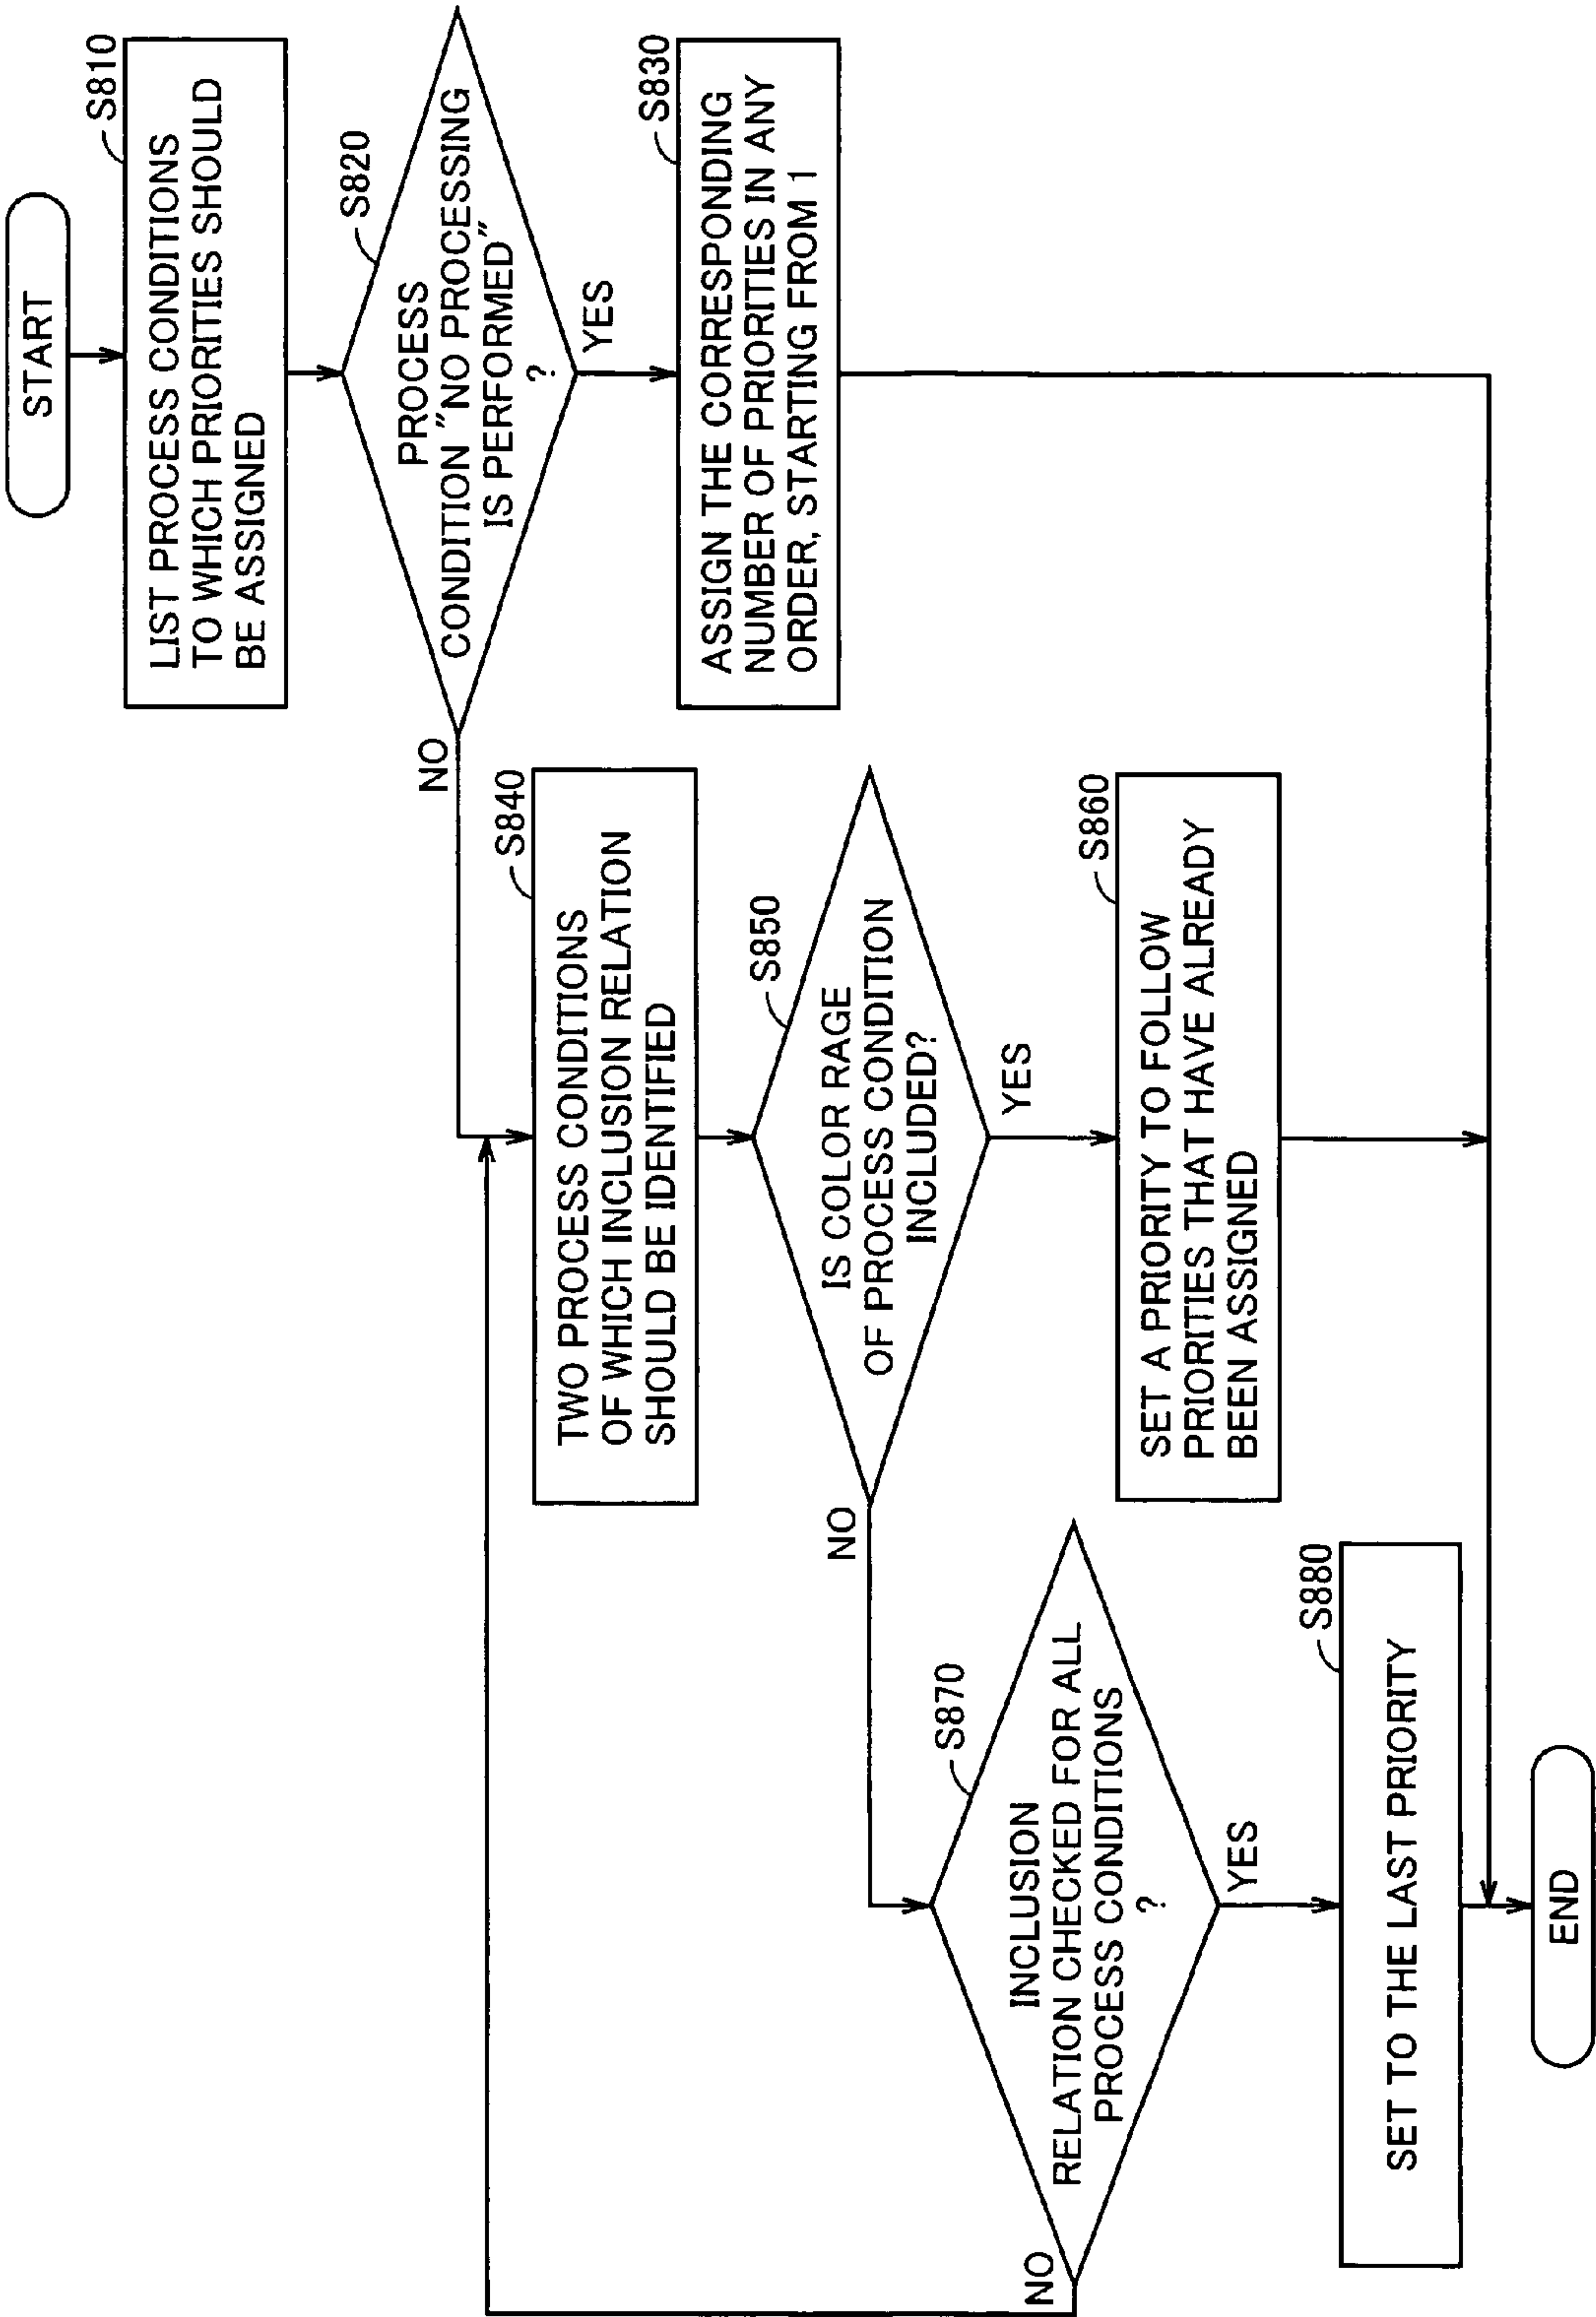 START
S810
LIST PROCESS CONDITIONS
TO WHICH PRIORITIES SHOULD
BE ASSIGNED
S820
PROCESS
CONDITION "NO PROCESSING
IS PERFORMED"
?
YES
NO
S830
ASSIGN THE CORRESPONDING
NUMBER OF PRIORITIES IN ANY
ORDER, STARTING FROM 1
S840
TWO PROCESS CONDITIONS
OF WHICH INCLUSION RELATION
SHOULD BE IDENTIFIED
S850
IS COLOR RAGE
OF PROCESS CONDITION
INCLUDED?
YES
NO
S860
SET A PRIORITY TO FOLLOW
PRIORITIES THAT HAVE ALREADY
BEEN ASSIGNED
S870
INCLUSION
RELATION CHECKED FOR ALL
PROCESS CONDITIONS
?
YES
NO
S880
SET TO THE LAST PRIORITY
END